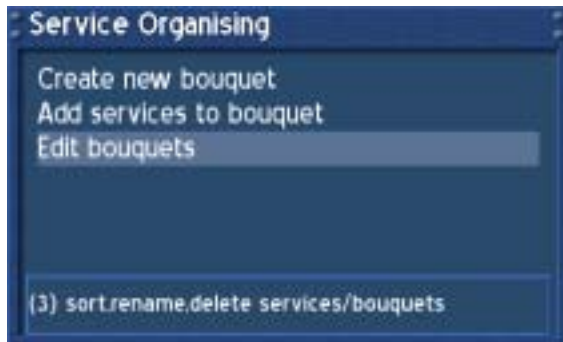 Service Organising
Create new bouquet
Add services to bouquet
Edit bouquets
(3) sort,rename,delete services/bouquets